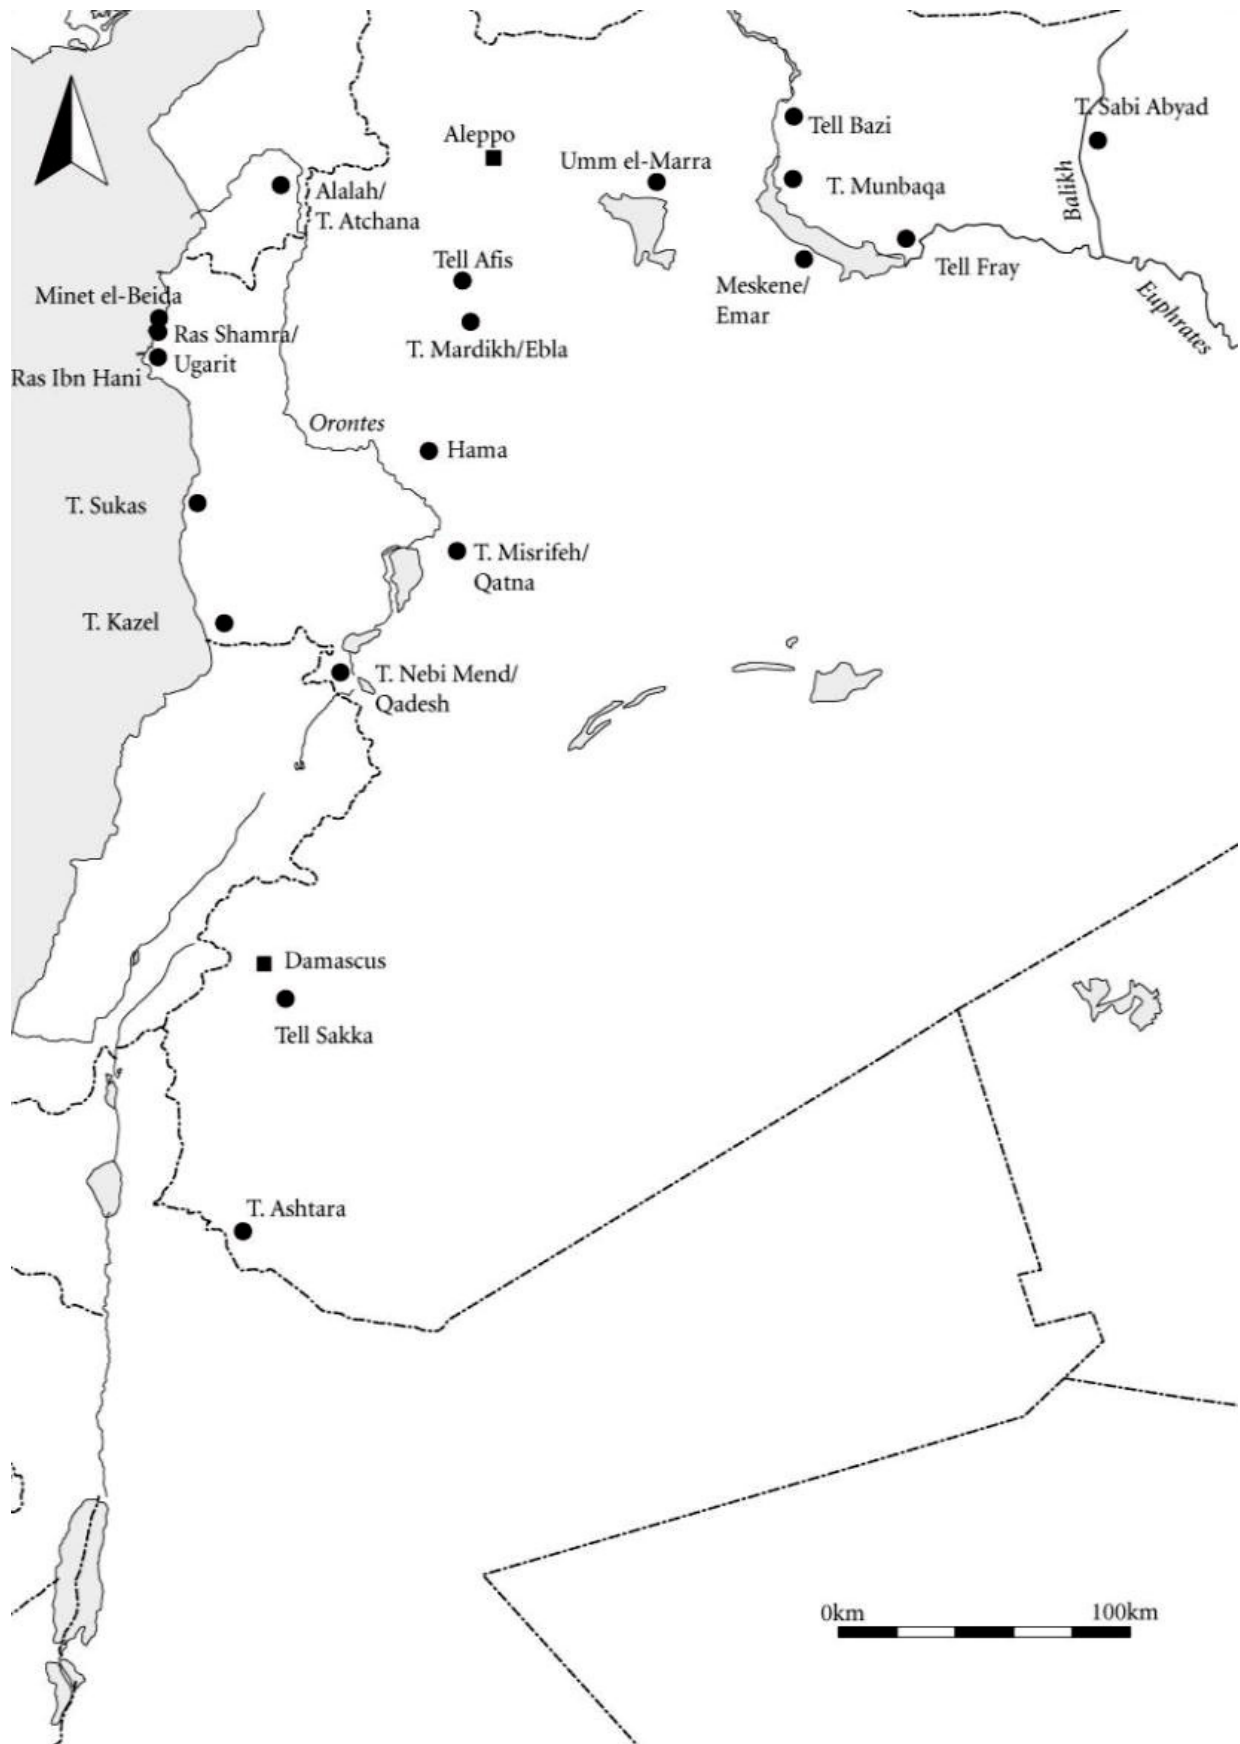 T. Sabi Abyad
Tell Bazi
Aleppo
Umm el-Marra
T. Munbaqa
Balikh
Alalah/
T. Atchana
Tell Afis
Tell Fray
Meskene/
Emar
Euphrates
Minet el-Beida
Ras Shamra/
Ugarit
T. Mardikh/Ebla
Ras Ibn Hani
Orontes
Hama
T. Sukas
T. Misrifeh/
Qatna
T. Kazel
T. Nebi Mend/
Qadesh
Damascus
Tell Sakka
T. Ashtara
0km
100km